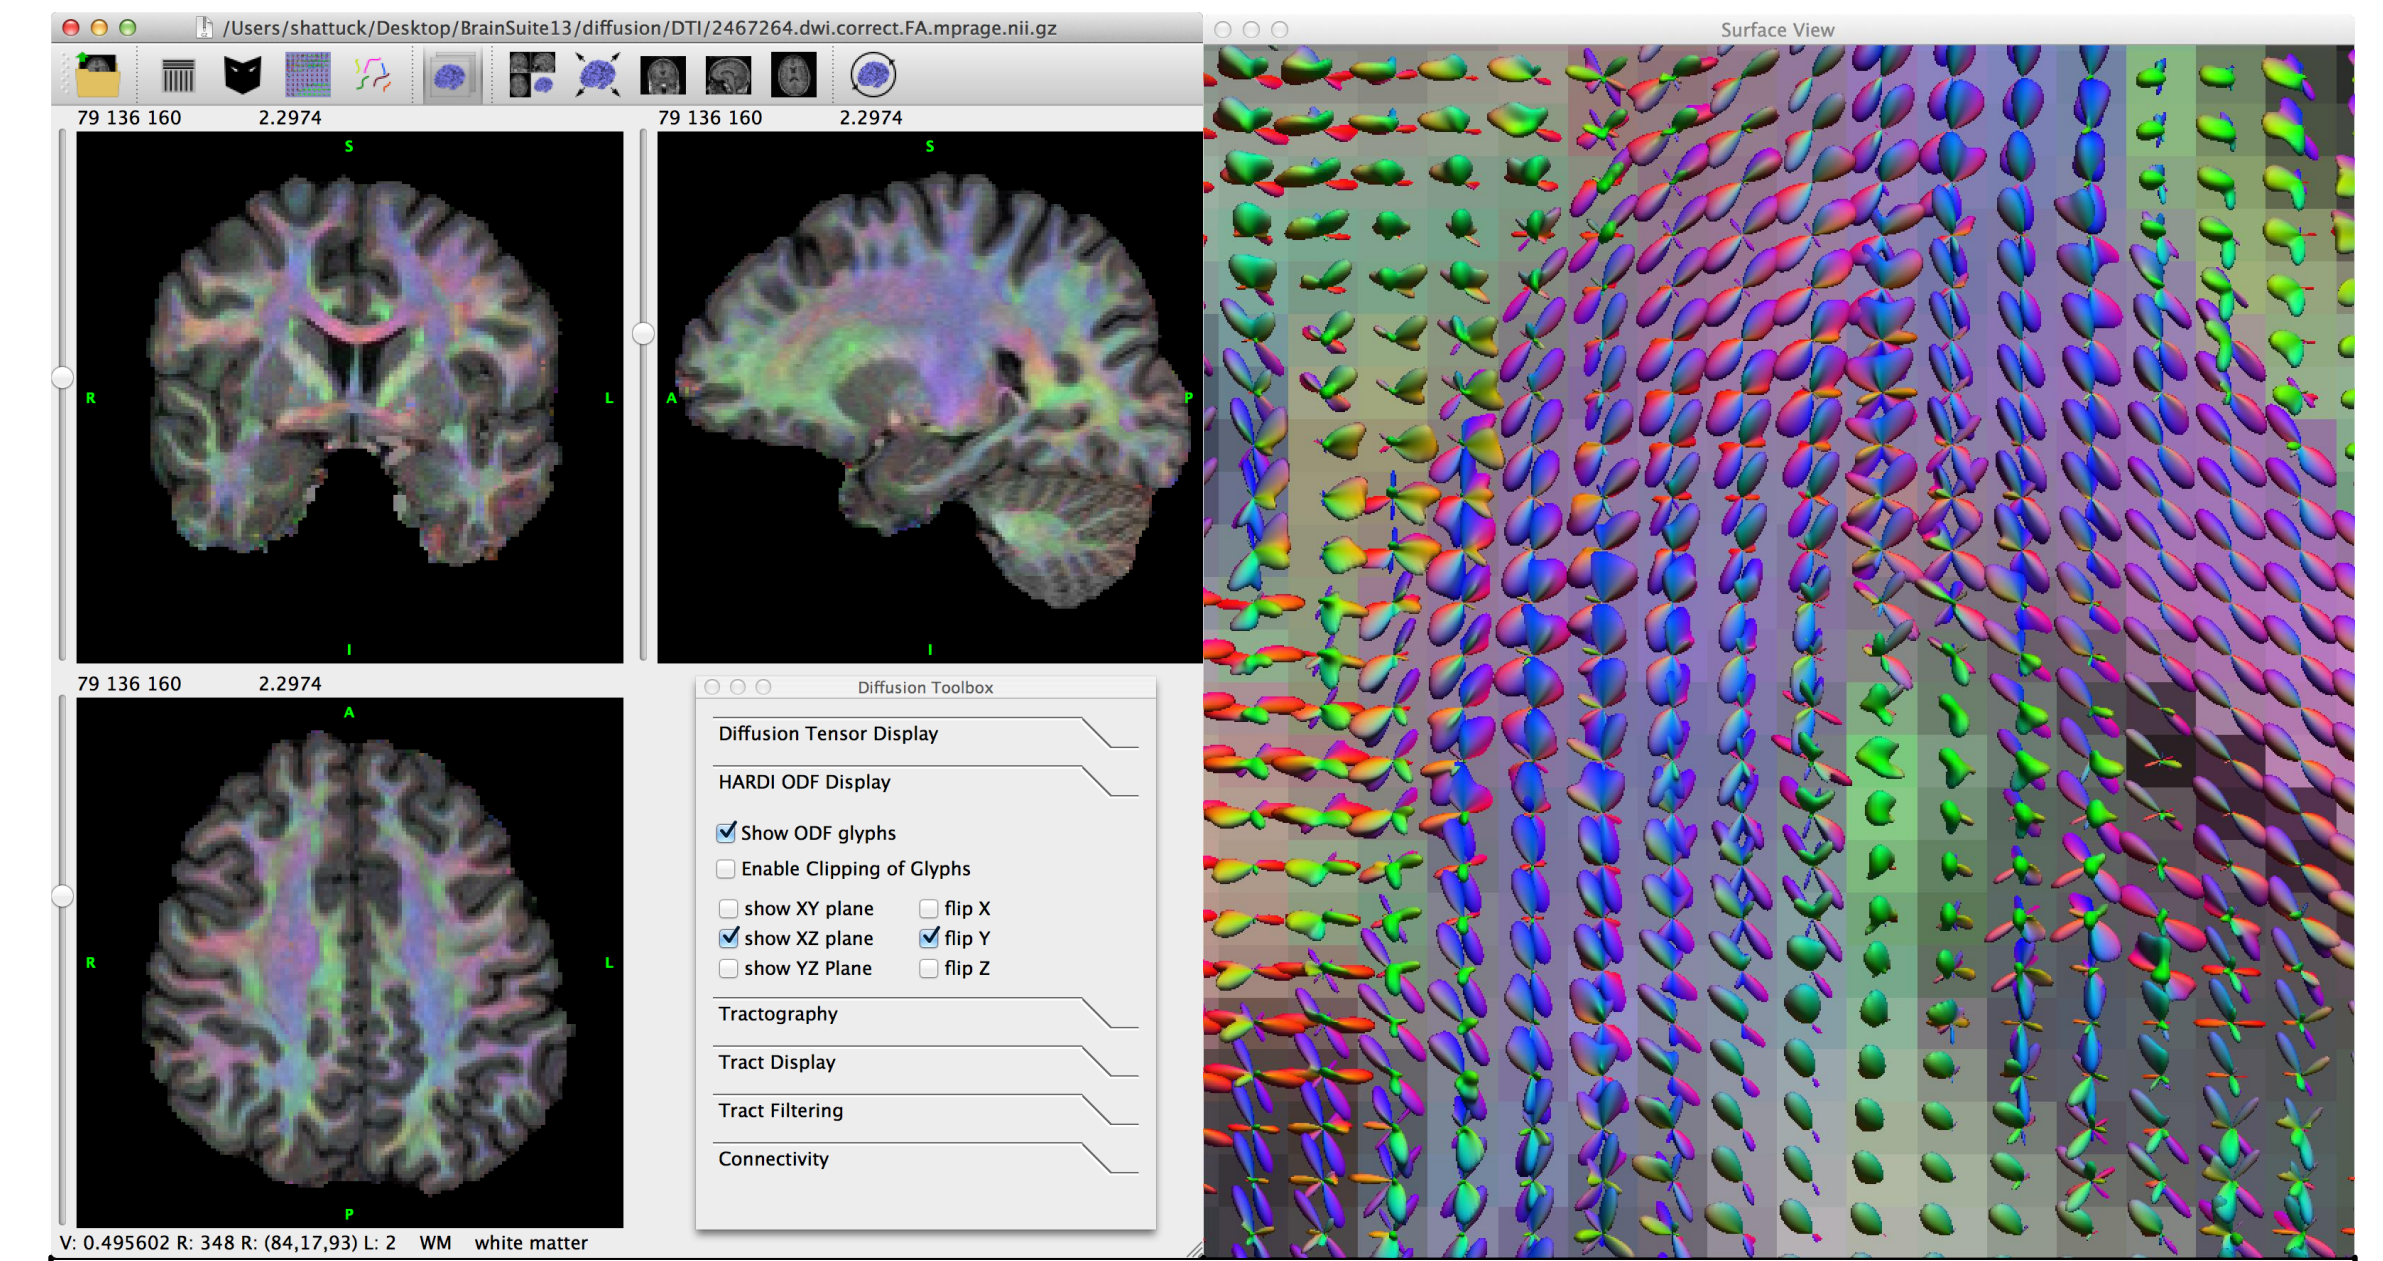 /Users/shattuck/Desktop/BrainSuite13/diffusion/DTI/2467264.dwi.correct.FA.mprage.nii.gz
Surface View
79 136 160 2.2974
79 136 160 2.2974
S
R
L
I
S
A
P
I
79 136 160 2.2974
A
R
L
P
Diffusion Toolbox
Diffusion Tensor Display
HARDI ODF Display
Show ODF glyphs
Enable Clipping of Glyphs
show XY plane flip X
show XZ plane flip Y
show YZ Plane flip Z
Tractography
Tract Display
Tract Filtering
Connectivity
V: 0.495602 R: 348 R: (84,17,93) L: 2 WM white matter